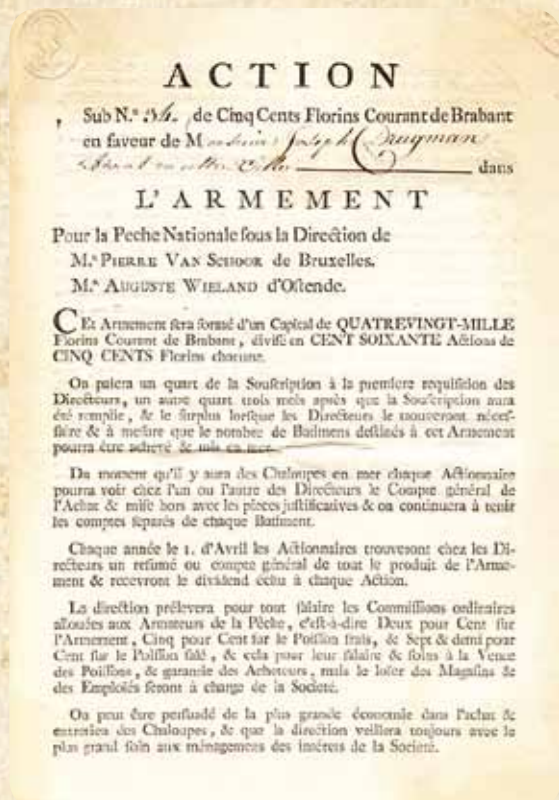 ACTION
Sub N.° 34. de Cinq Cents Florins Courant de Brabant
en faveur de Monsieur Joseph
dans
L'ARMEMENT
Pour la Peche Nationale sous la Direction de
M.ʳ PIERRE VAN SCHOOR de Bruxelles.
M.ʳ AUGUSTE WIELAND d'Ostende.
CEt Armement sera formé d'un Capital de QUATREVINGT-MILLE
Florins Courant de Brabant, divisé en CENT SOIXANTE Actions de
CINQ CENTS Florins chacune.
On païera un quart de la Souscription à la premiere requisition des
Directeurs, un autre quart trois mois après que la Souscription aura
été remplie, & le surplus lorsque les Directeurs le trouveront néces-
saire & à mesure que le nombre de Batimens destinés à cet Armement
pourra être acheté & mis en mer.
Du moment qu'il y aura des Chaloupes en mer chaque Actionnaire
pourra voir chez l'un ou l'autre des Directeurs le Compte général de
l'Achat & mise hors avec les pieces justificatives & on continuera à tenir
les comptes séparés de chaque Batiment.
Chaque année le 1. d'Avril les Actionnaires trouveront chez les Di-
recteurs un resumé ou compte général de tout le produit de l'Arme-
ment & recevront le dividend échu à chaque Action.
La direction prélevera pour tout salaire les Commissions ordinaires
allouées aux Armateurs de la Pêche, c'est-à-dire Deux pour Cent sur
l'Armement, Cinq pour Cent sur le Poisson frais, & Sept & demi pour
Cent sur le Poisson salé, & cela pour leur salaire & soins à la Vente
des Poissons, & garantie des Acheteurs, mais le loïer des Magasins &
des Emploiés seront à charge de la Societé.
On peut être persuadé de la plus grande économie dans l'achat &
entretien des Chaloupes, & que la direction veillera toujours avec le
plus grand soin aux ménagemens des intérets de la Societé.